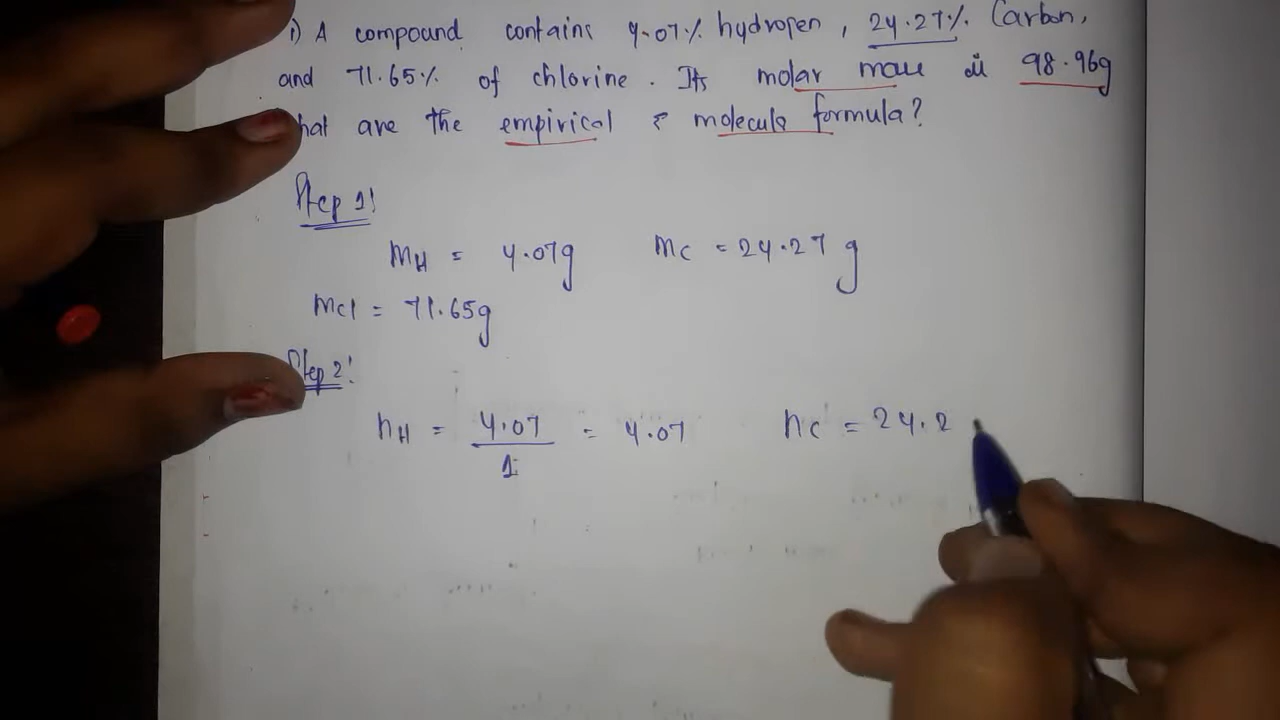 1) A compound contains 4.07% hydrogen, 24.27% Carbon,
and 71.65% of chlorine. Its molar mass is 98.96g
hat are the empirical & molecula formula?
Step 1!
mH = 4.07g mc = 24.27 g
mcl = 71.65g
Step 2!
nH = 4.07 / 1 = 4.07 nc = 24.2